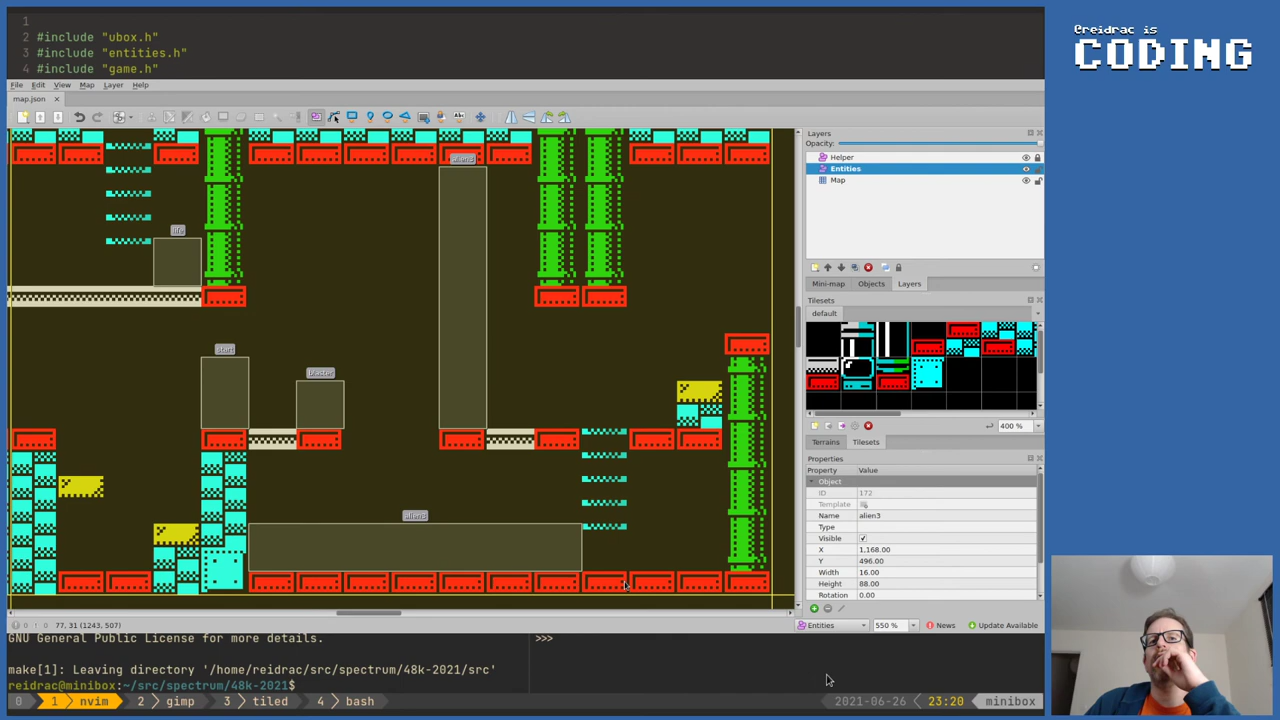 @reidrac is
CODING
1
2 #include "ubox.h"
3 #include "entities.h"
4 #include "game.h"
File Edit View Map Layer Help
map.json
Layers
Opacity:
Helper
Entities
Map
Mini-map Objects Layers
Tilesets
default
400 %
Terrains Tilesets
Properties
Property Value
Object
ID 172
Template
Name alien3
Type
Visible
X 1,168.00
Y 496.00
Width 16.00
Height 88.00
Rotation 0.00
life
start
blaster
0 0 77, 31 (1243, 507)
Entities 550 % News Update Available
GNU General Public License for more details.
>>>
make[1]: Leaving directory '/home/reidrac/src/spectrum/48k-2021/src'
reidrac@minibox:~/src/spectrum/48k-2021$
0 1 nvim 2 gimp 3 tiled 4 bash 2021-06-26 23:20 minibox